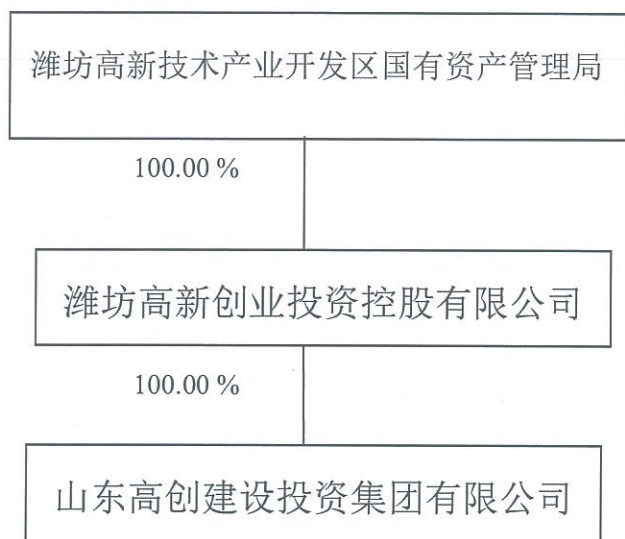 潍坊高新技术产业开发区国有资产管理局
100.00 %
潍坊高新创业投资控股有限公司
100.00 %
山东高创建设投资集团有限公司